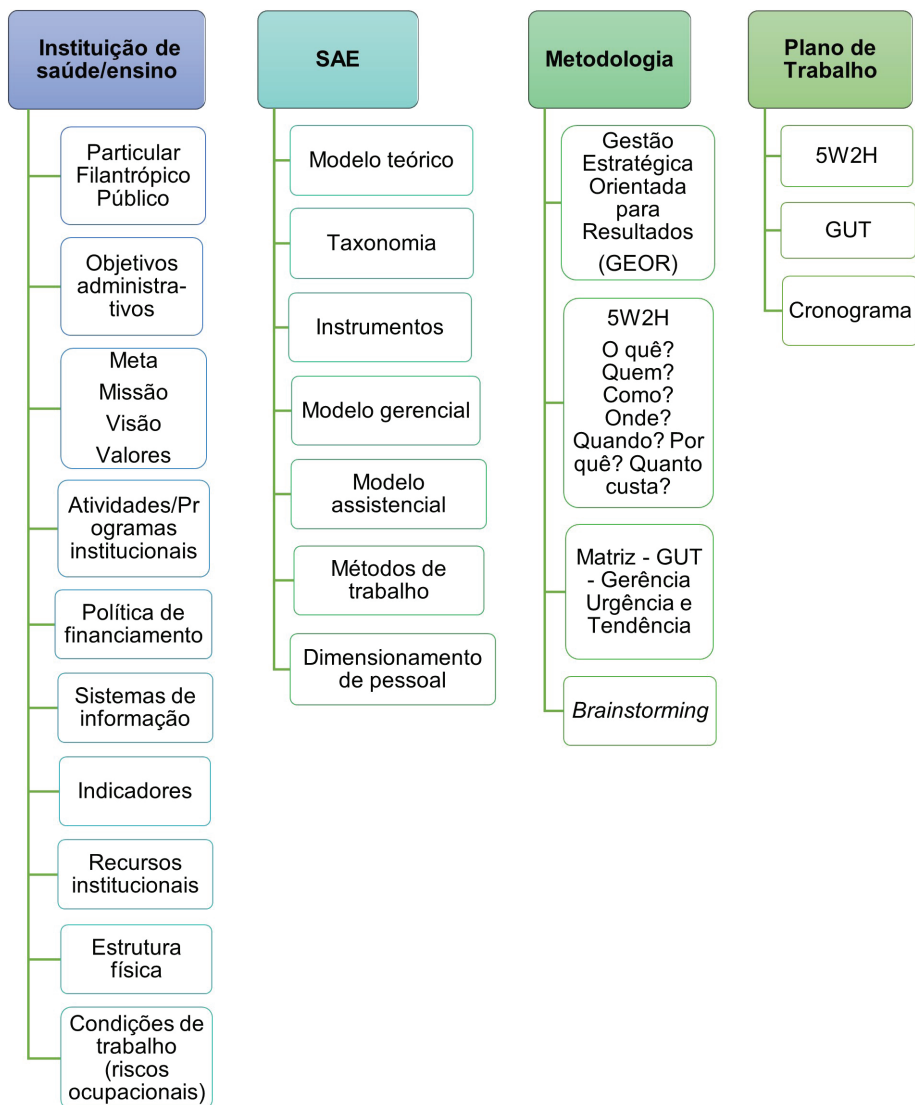 Instituição de
saúde/ensino
Particular
Filantrópico
Público
Objetivos
administra-
tivos
Meta
Missão
Visão
Valores
Atividades/Pr
ogramas
institucionais
Política de
financiamento
Sistemas de
informação
Indicadores
Recursos
institucionais
Estrutura
física
Condições de
trabalho
(riscos
ocupacionais)
SAE
Modelo teórico
Taxonomia
Instrumentos
Modelo gerencial
Modelo
assistencial
Métodos de
trabalho
Dimensionamento
de pessoal
Metodologia
Gestão
Estratégica
Orientada
para
Resultados
(GEOR)
5W2H
O quê?
Quem?
Como?
Onde?
Quando? Por
quê? Quanto
custa?
Matriz - GUT
- Gerência
Urgência e
Tendência
Brainstorming
Plano de
Trabalho
5W2H
GUT
Cronograma